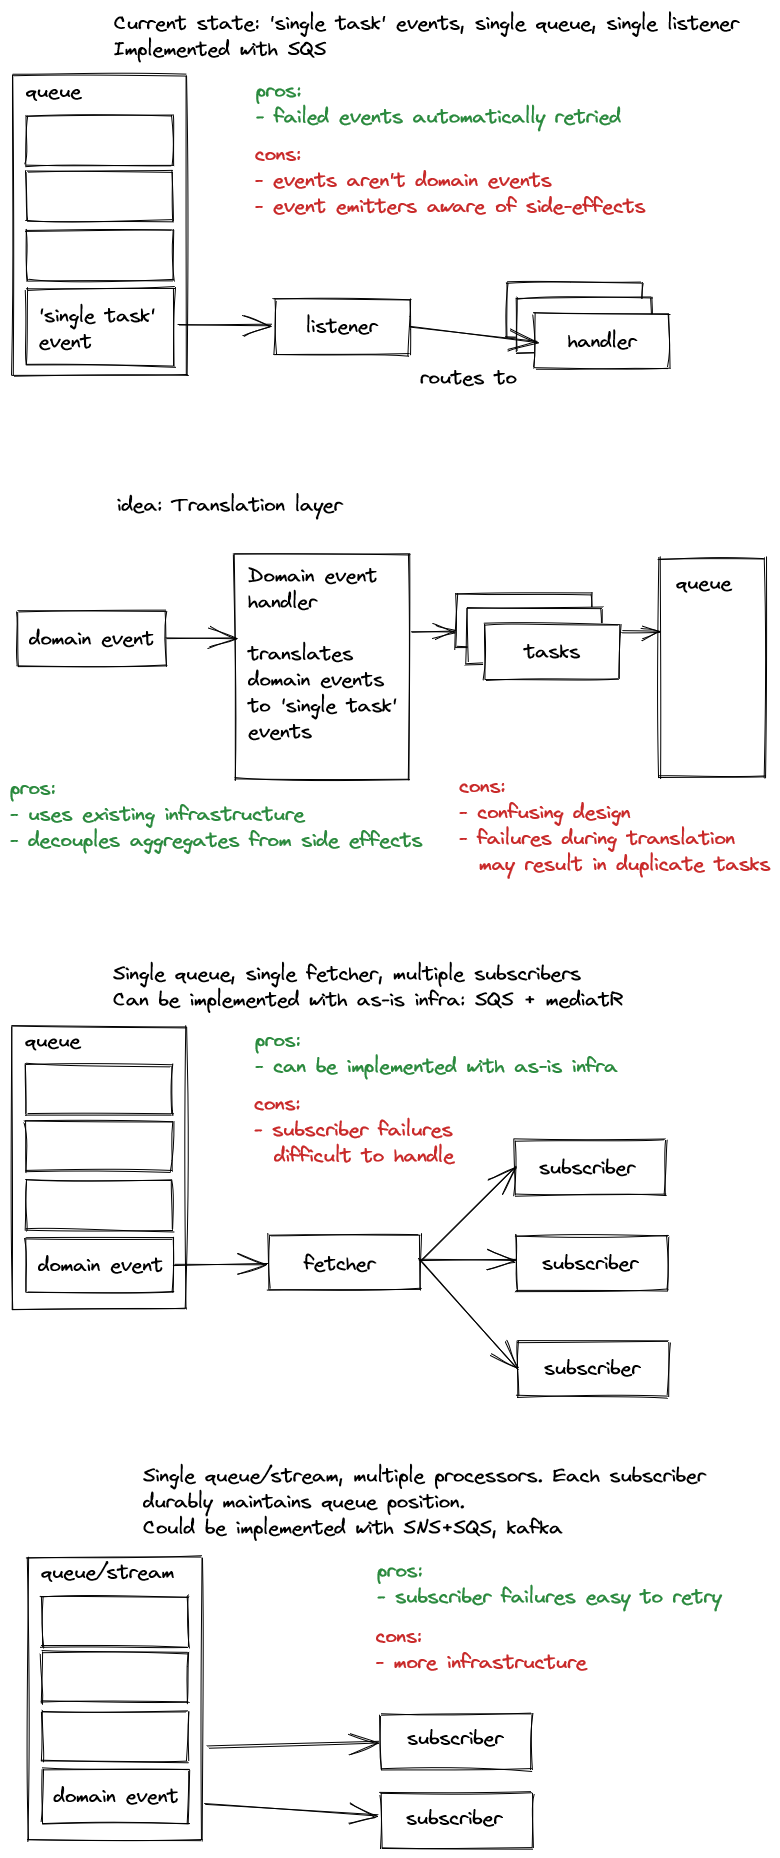 Current state: 'single task' events, single queue, single listener
Implemented with SQS
queue
pros:
- failed events automatically retried
cons:
- events aren't domain events
- event emitters aware of side-effects
'single task'
event
listener
handler
routes to
idea: Translation layer
domain event
Domain event
handler
translates
domain events
to 'single task'
events
tasks
queue
pros:
- uses existing infrastructure
- decouples aggregates from side effects
cons:
- confusing design
- failures during translation
may result in duplicate tasks
Single queue, single fetcher, multiple subscribers
Can be implemented with as-is infra: SQS + mediatR
queue
pros:
- can be implemented with as-is infra
cons:
- subscriber failures
difficult to handle
domain event
fetcher
subscriber
subscriber
subscriber
Single queue/stream, multiple processors. Each subscriber
durably maintains queue position.
Could be implemented with SNS+SQS, kafka
queue/stream
pros:
- subscriber failures easy to retry
cons:
- more infrastructure
domain event
subscriber
subscriber